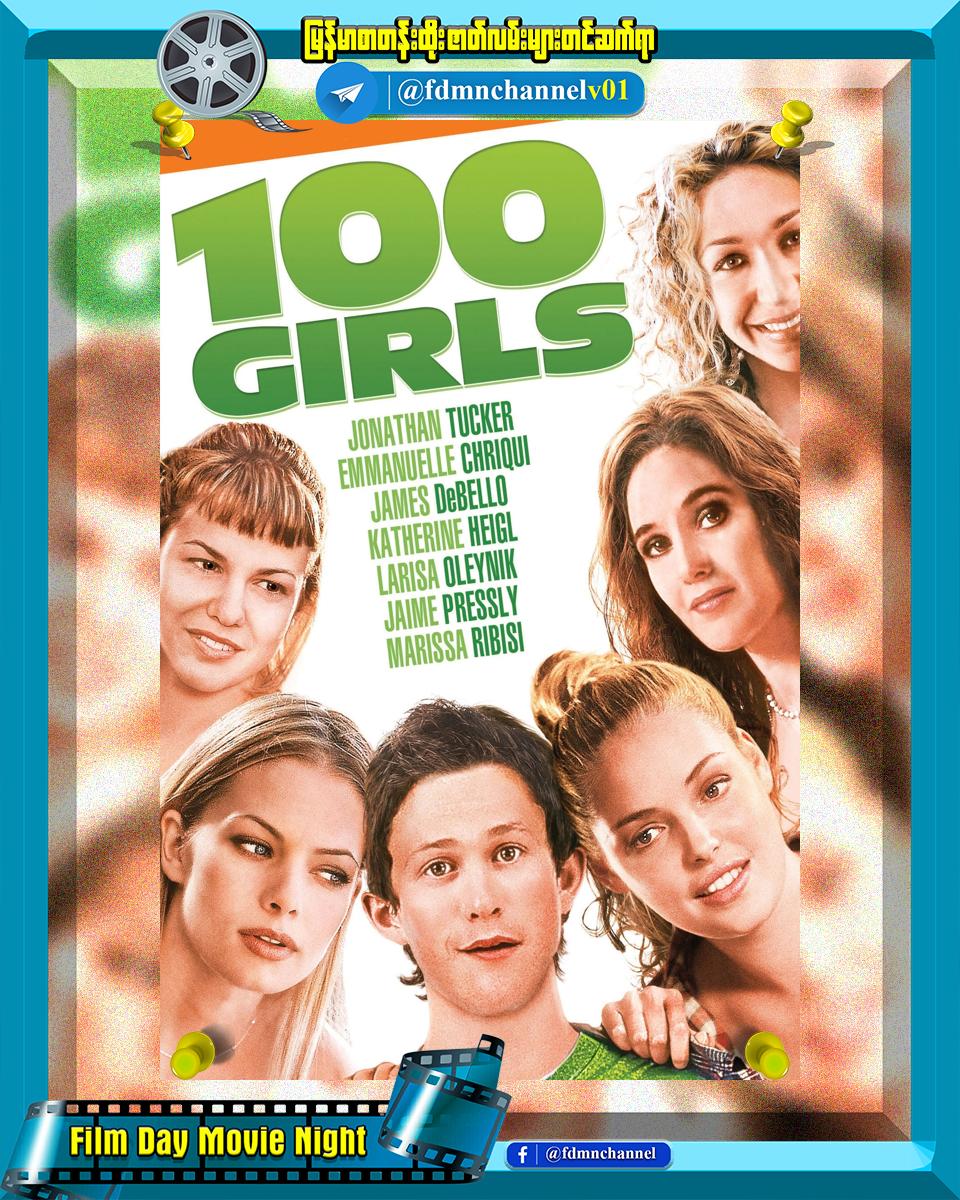 မြန်မာစာတန်းထိုးဇာတ်လမ်းများတင်ဆက်ရာ
@fdmnchannelv01
100
GIRLS
JONATHAN TUCKER
EMMANUELLE CHRIQUI
JAMES DeBELLO
KATHERINE HEIGL
LARISA OLEYNIK
JAIME PRESSLY
MARISSA RIBISI
Film Day Movie Night
@fdmnchannel